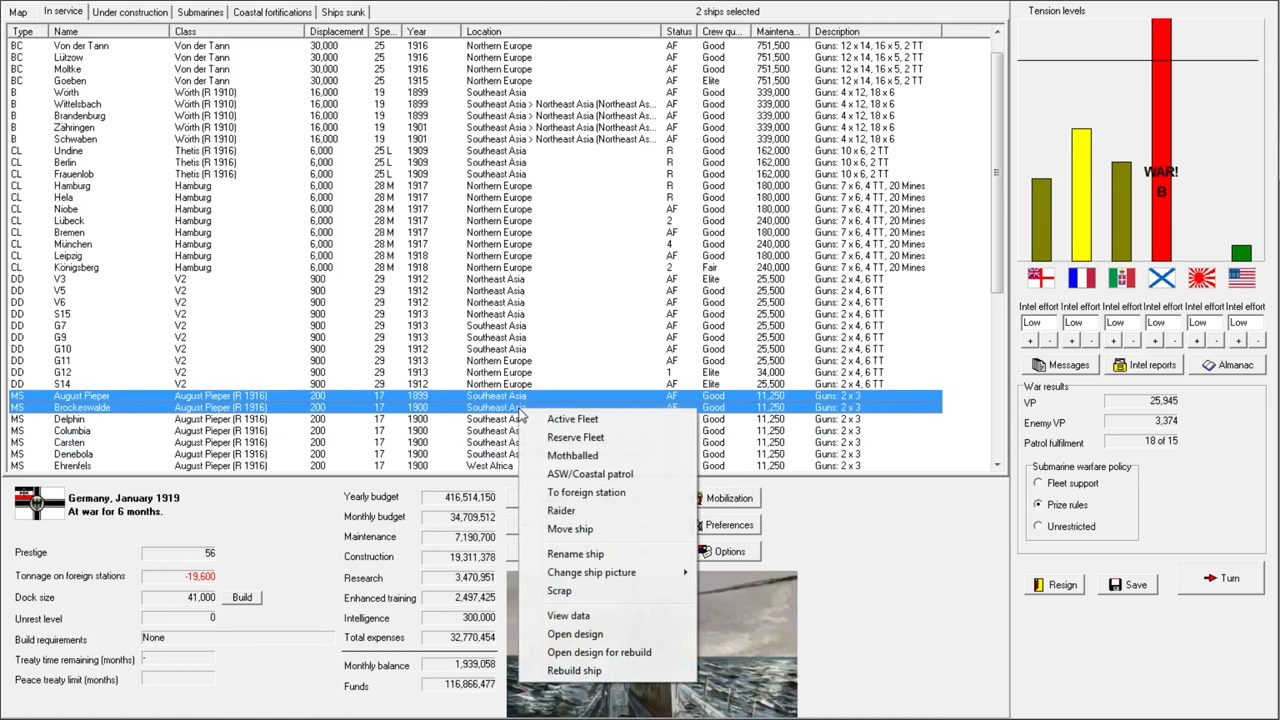 Map In service Under construction Submarines Coastal fortifications Ships sunk 2 ships selected
Type Name Class Displacement Spe... Year Location Status Crew qu... Maintena... Description
BC Von der Tann Von der Tann 30,000 25 1916 Northern Europe AF Good 751,500 Guns: 12 x 14, 16 x 5, 2 TT
BC Lützow Von der Tann 30,000 25 1916 Northern Europe AF Good 751,500 Guns: 12 x 14, 16 x 5, 2 TT
BC Moltke Von der Tann 30,000 25 1916 Northern Europe AF Good 751,500 Guns: 12 x 14, 16 x 5, 2 TT
BC Goeben Von der Tann 30,000 25 1915 Northern Europe AF Elite 751,500 Guns: 12 x 14, 16 x 5, 2 TT
B Wörth Wörth (R 1910) 16,000 19 1899 Southeast Asia AF Good 339,000 Guns: 4 x 12, 18 x 6
B Wittelsbach Wörth (R 1910) 16,000 19 1899 Southeast Asia > Northeast Asia (Northeast As... AF Good 339,000 Guns: 4 x 12, 18 x 6
B Brandenburg Wörth (R 1910) 16,000 19 1899 Southeast Asia > Northeast Asia (Northeast As... AF Good 339,000 Guns: 4 x 12, 18 x 6
B Zähringen Wörth (R 1910) 16,000 19 1901 Southeast Asia > Northeast Asia (Northeast As... AF Good 339,000 Guns: 4 x 12, 18 x 6
B Schwaben Wörth (R 1910) 16,000 19 1901 Southeast Asia > Northeast Asia (Northeast As... AF Good 339,000 Guns: 4 x 12, 18 x 6
CL Undine Thetis (R 1916) 6,000 25 L 1909 Southeast Asia R Good 162,000 Guns: 10 x 6, 2 TT
CL Berlin Thetis (R 1916) 6,000 25 L 1909 Southeast Asia R Good 162,000 Guns: 10 x 6, 2 TT
CL Frauenlob Thetis (R 1916) 6,000 25 L 1909 Southeast Asia R Good 162,000 Guns: 10 x 6, 2 TT
CL Hamburg Hamburg 6,000 28 M 1917 Northern Europe R Good 180,000 Guns: 7 x 6, 4 TT, 20 Mines
CL Hela Hamburg 6,000 28 M 1917 Northern Europe R Good 180,000 Guns: 7 x 6, 4 TT, 20 Mines
CL Niobe Hamburg 6,000 28 M 1917 Northern Europe AF Good 180,000 Guns: 7 x 6, 4 TT, 20 Mines
CL Lübeck Hamburg 6,000 28 M 1917 Northern Europe 2 Good 240,000 Guns: 7 x 6, 4 TT, 20 Mines
CL Bremen Hamburg 6,000 28 M 1917 Northern Europe AF Good 240,000 Guns: 7 x 6, 4 TT, 20 Mines
CL München Hamburg 6,000 28 M 1917 Northern Europe 4 Good 240,000 Guns: 7 x 6, 4 TT, 20 Mines
CL Leipzig Hamburg 6,000 28 M 1918 Northern Europe AF Good 240,000 Guns: 7 x 6, 4 TT, 20 Mines
CL Königsberg Hamburg 6,000 28 M 1918 Northern Europe 2 Fair 240,000 Guns: 7 x 6, 4 TT, 20 Mines
DD V3 V2 900 29 1912 Northeast Asia AF Elite 25,500 Guns: 2 x 4, 6 TT
DD V5 V2 900 29 1912 Northeast Asia AF Good 25,500 Guns: 2 x 4, 6 TT
DD V6 V2 900 29 1912 Northeast Asia AF Good 25,500 Guns: 2 x 4, 6 TT
DD S15 V2 900 29 1913 Northeast Asia AF Good 25,500 Guns: 2 x 4, 6 TT
DD G7 V2 900 29 1913 Southeast Asia AF Good 25,500 Guns: 2 x 4, 6 TT
DD G9 V2 900 29 1913 Southeast Asia AF Good 25,500 Guns: 2 x 4, 6 TT
DD G10 V2 900 29 1913 Southeast Asia AF Good 25,500 Guns: 2 x 4, 6 TT
DD G11 V2 900 29 1913 Northern Europe AF Elite 25,500 Guns: 2 x 4, 6 TT
DD G12 V2 900 29 1913 Northern Europe 1 Elite 34,000 Guns: 2 x 4, 6 TT
DD S14 V2 900 29 1912 Northern Europe AF Elite 25,500 Guns: 2 x 4, 6 TT
MS August Pieper August Pieper (R 1916) 200 17 1899 Southeast Asia AF Good 11,250 Guns: 2 x 3
MS Brockeswalde August Pieper (R 1916) 200 17 1900 Southeast Asia AF Good 11,250 Guns: 2 x 3
MS Delphin August Pieper (R 1916) 200 17 1900 Southeast As 11,250 Guns: 2 x 3
MS Columbia August Pieper (R 1916) 200 17 1900 Southeast As 11,250 Guns: 2 x 3
MS Carsten August Pieper (R 1916) 200 17 1900 Southeast As 11,250 Guns: 2 x 3
MS Denebola August Pieper (R 1916) 200 17 1900 Southeast As 11,250 Guns: 2 x 3
MS Ehrenfels August Pieper (R 1916) 200 17 1900 West Africa 11,250 Guns: 2 x 3
Active Fleet
Reserve Fleet
Mothballed
ASW/Coastal patrol
To foreign station
Raider
Move ship
Rename ship
Change ship picture
Scrap
View data
Open design
Open design for rebuild
Rebuild ship
Germany, January 1919
At war for 6 months.
Prestige 56
Tonnage on foreign stations -19,600
Dock size 41,000 Build
Unrest level 0
Build requirements None
Treaty time remaining (months) -
Peace treaty limit (months)
Yearly budget 416,514,150
Monthly budget 34,709,512
Maintenance 7,190,700
Construction 19,311,378
Research 3,470,951
Enhanced training 2,497,425
Intelligence 300,000
Total expenses 32,770,454
Monthly balance 1,939,058
Funds 116,866,477
Mobilization
Preferences
Options
Tension levels
WAR!
B
Intel effort Intel effort Intel effort Intel effort Intel effort Intel effort
Low Low Low Low Low Low
+ - + - + - + - + - + -
Messages Intel reports Almanac
War results
VP 25,945
Enemy VP 3,374
Patrol fulfilment 18 of 15
Submarine warfare policy
Fleet support
Prize rules
Unrestricted
Resign Save Turn